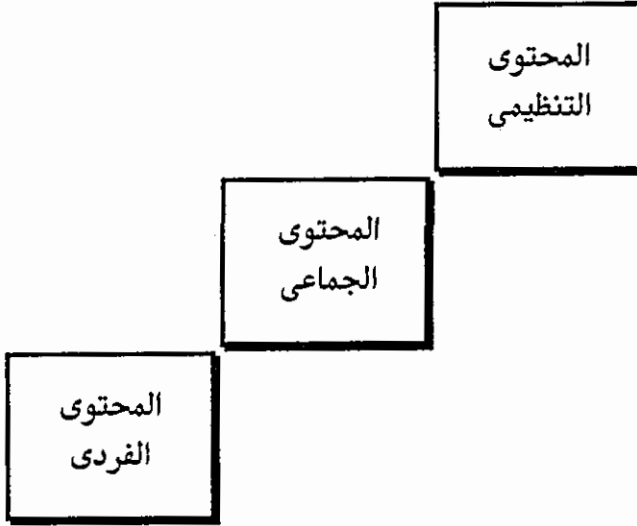 المحتوى
التنظيمى
المحتوى
الجماعى
المحتوى
الفردى